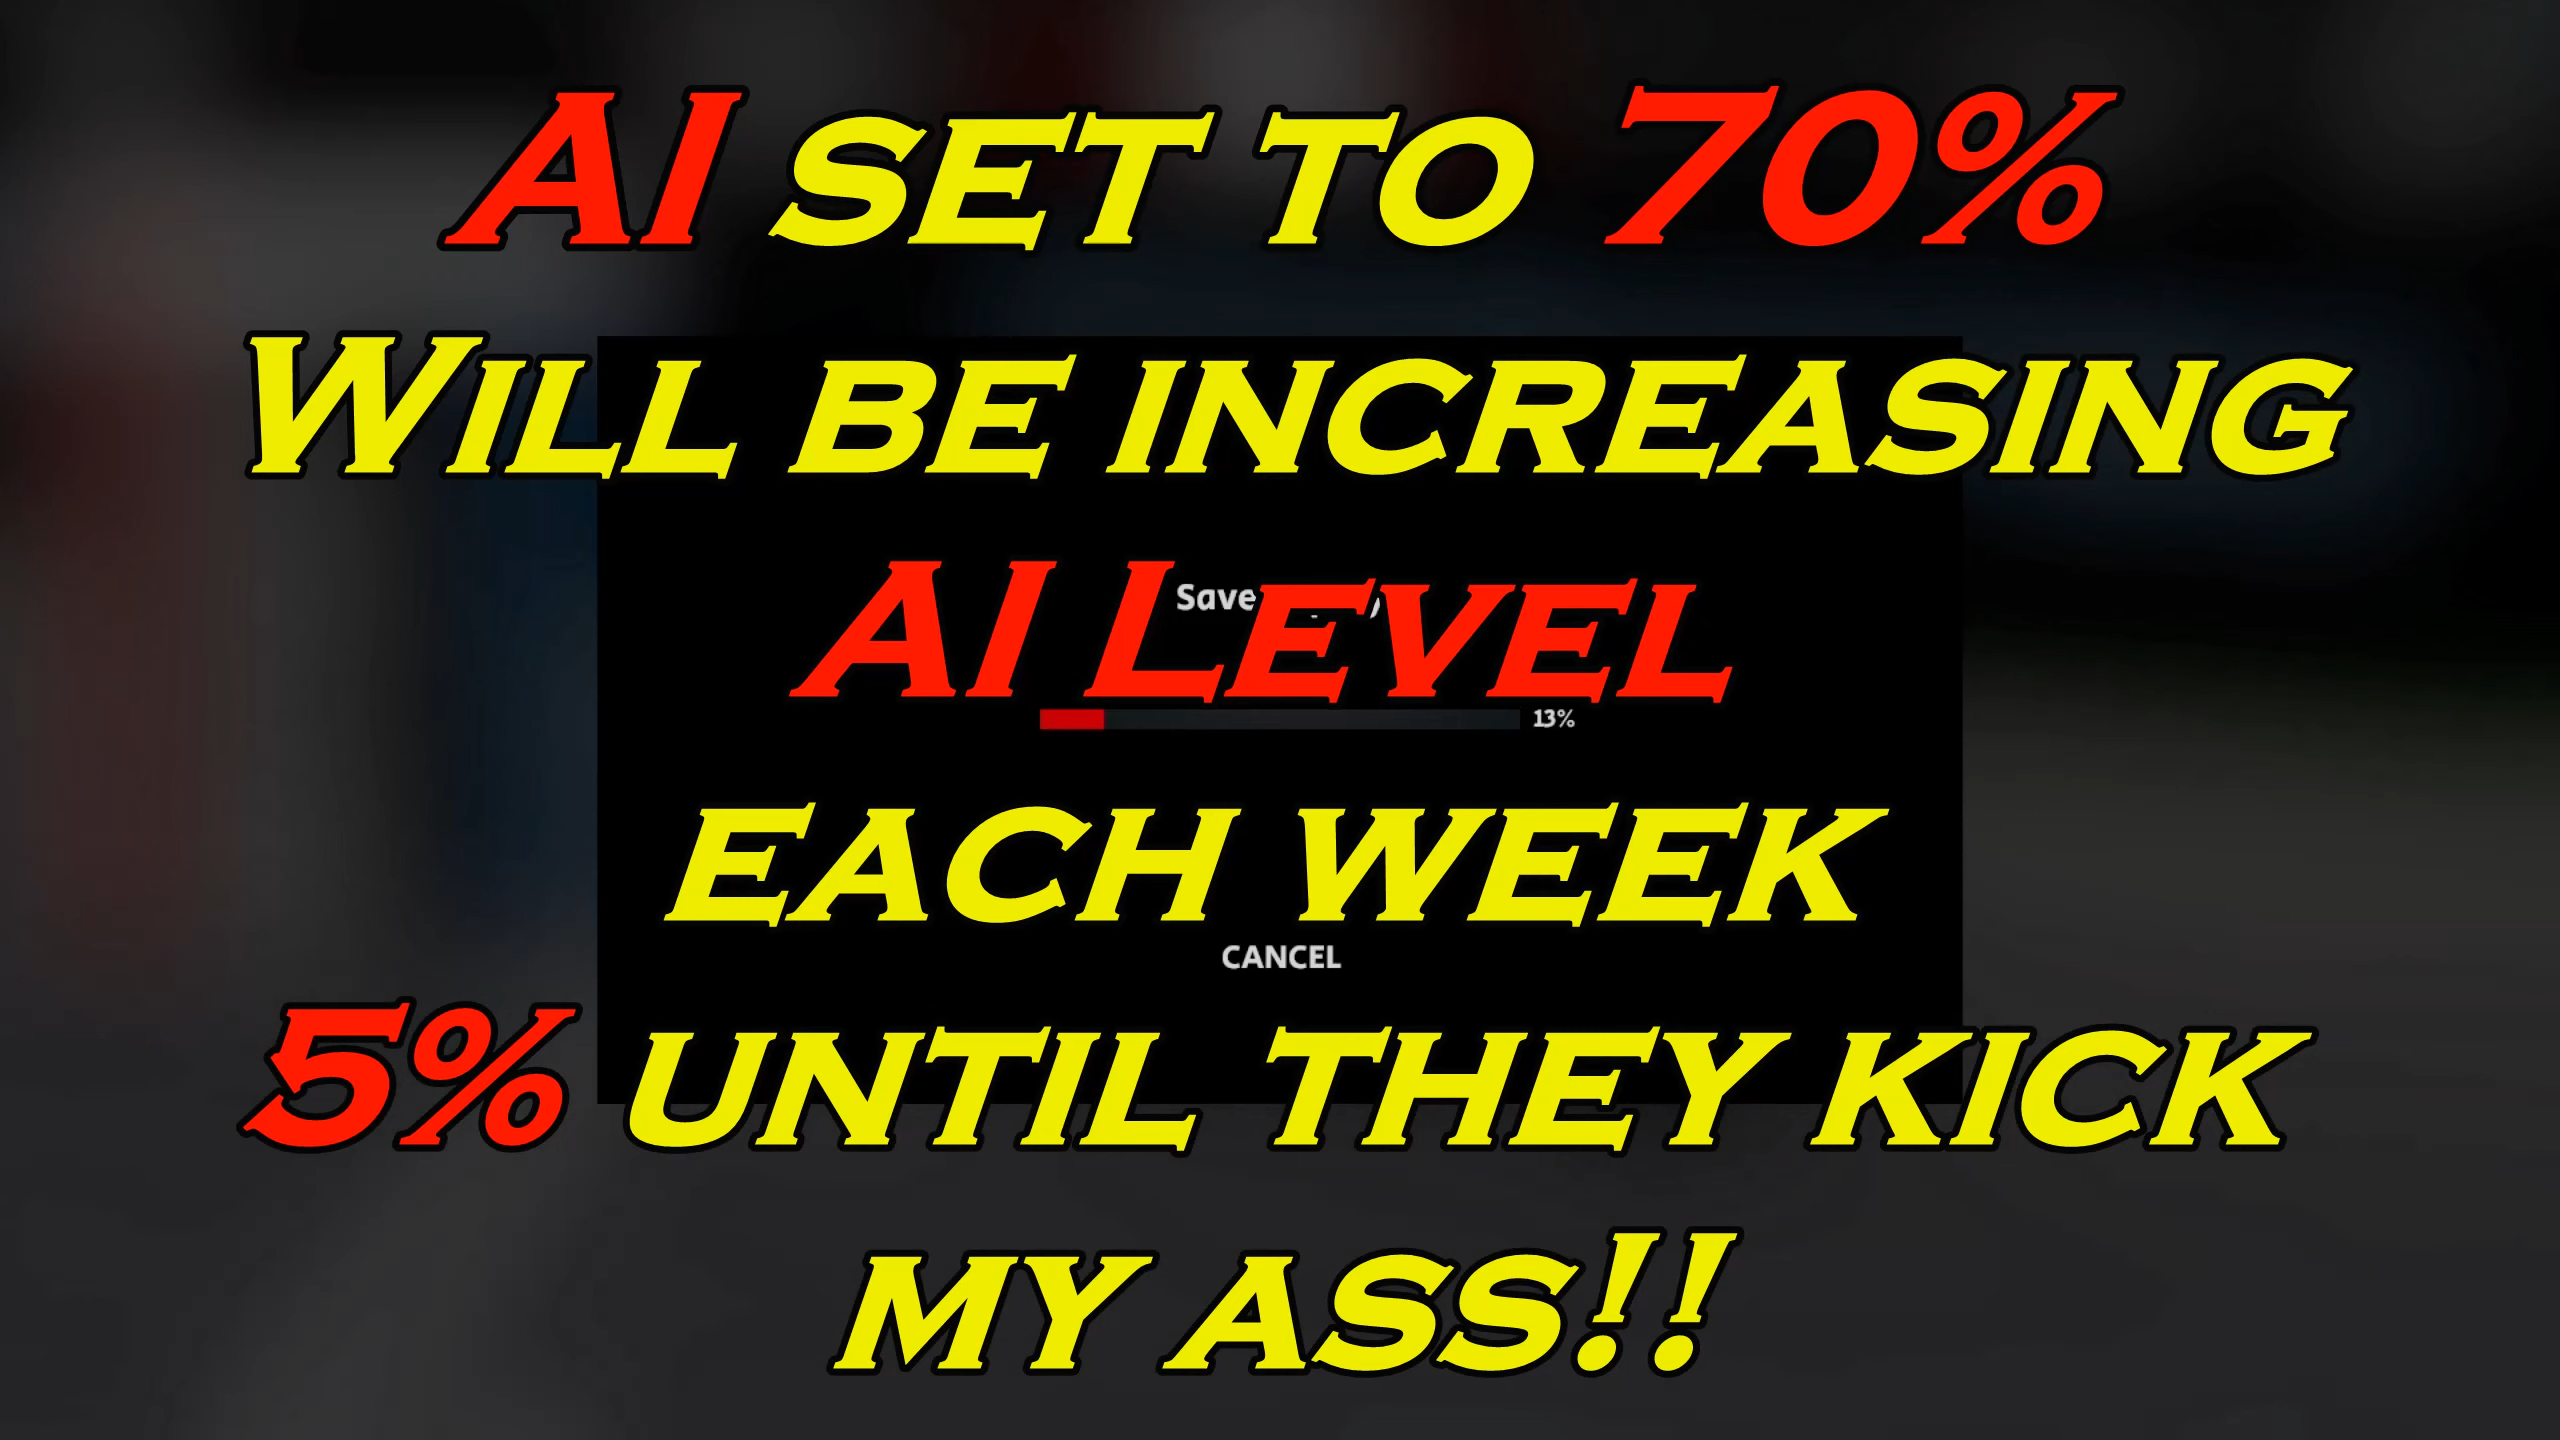 AI SET TO 70%
WILL BE INCREASING
Save
AI LEVEL
13%
EACH WEEK
CANCEL
5% UNTIL THEY KICK
MY ASS!!